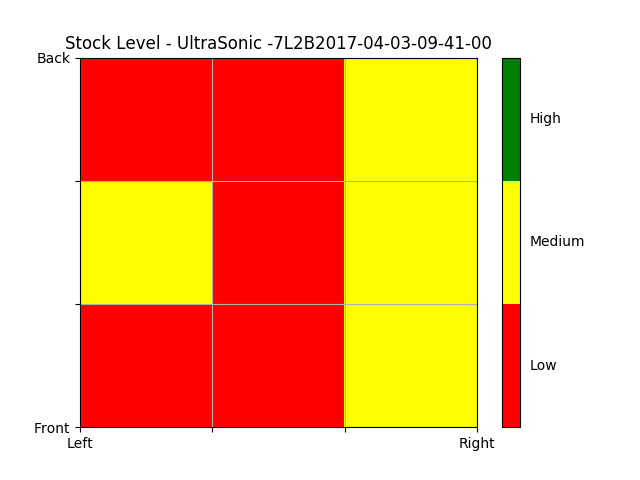 Stock Level - UltraSonic -7L2B2017-04-03-09-41-00
Back
High
Medium
Low
Front
Left
Right